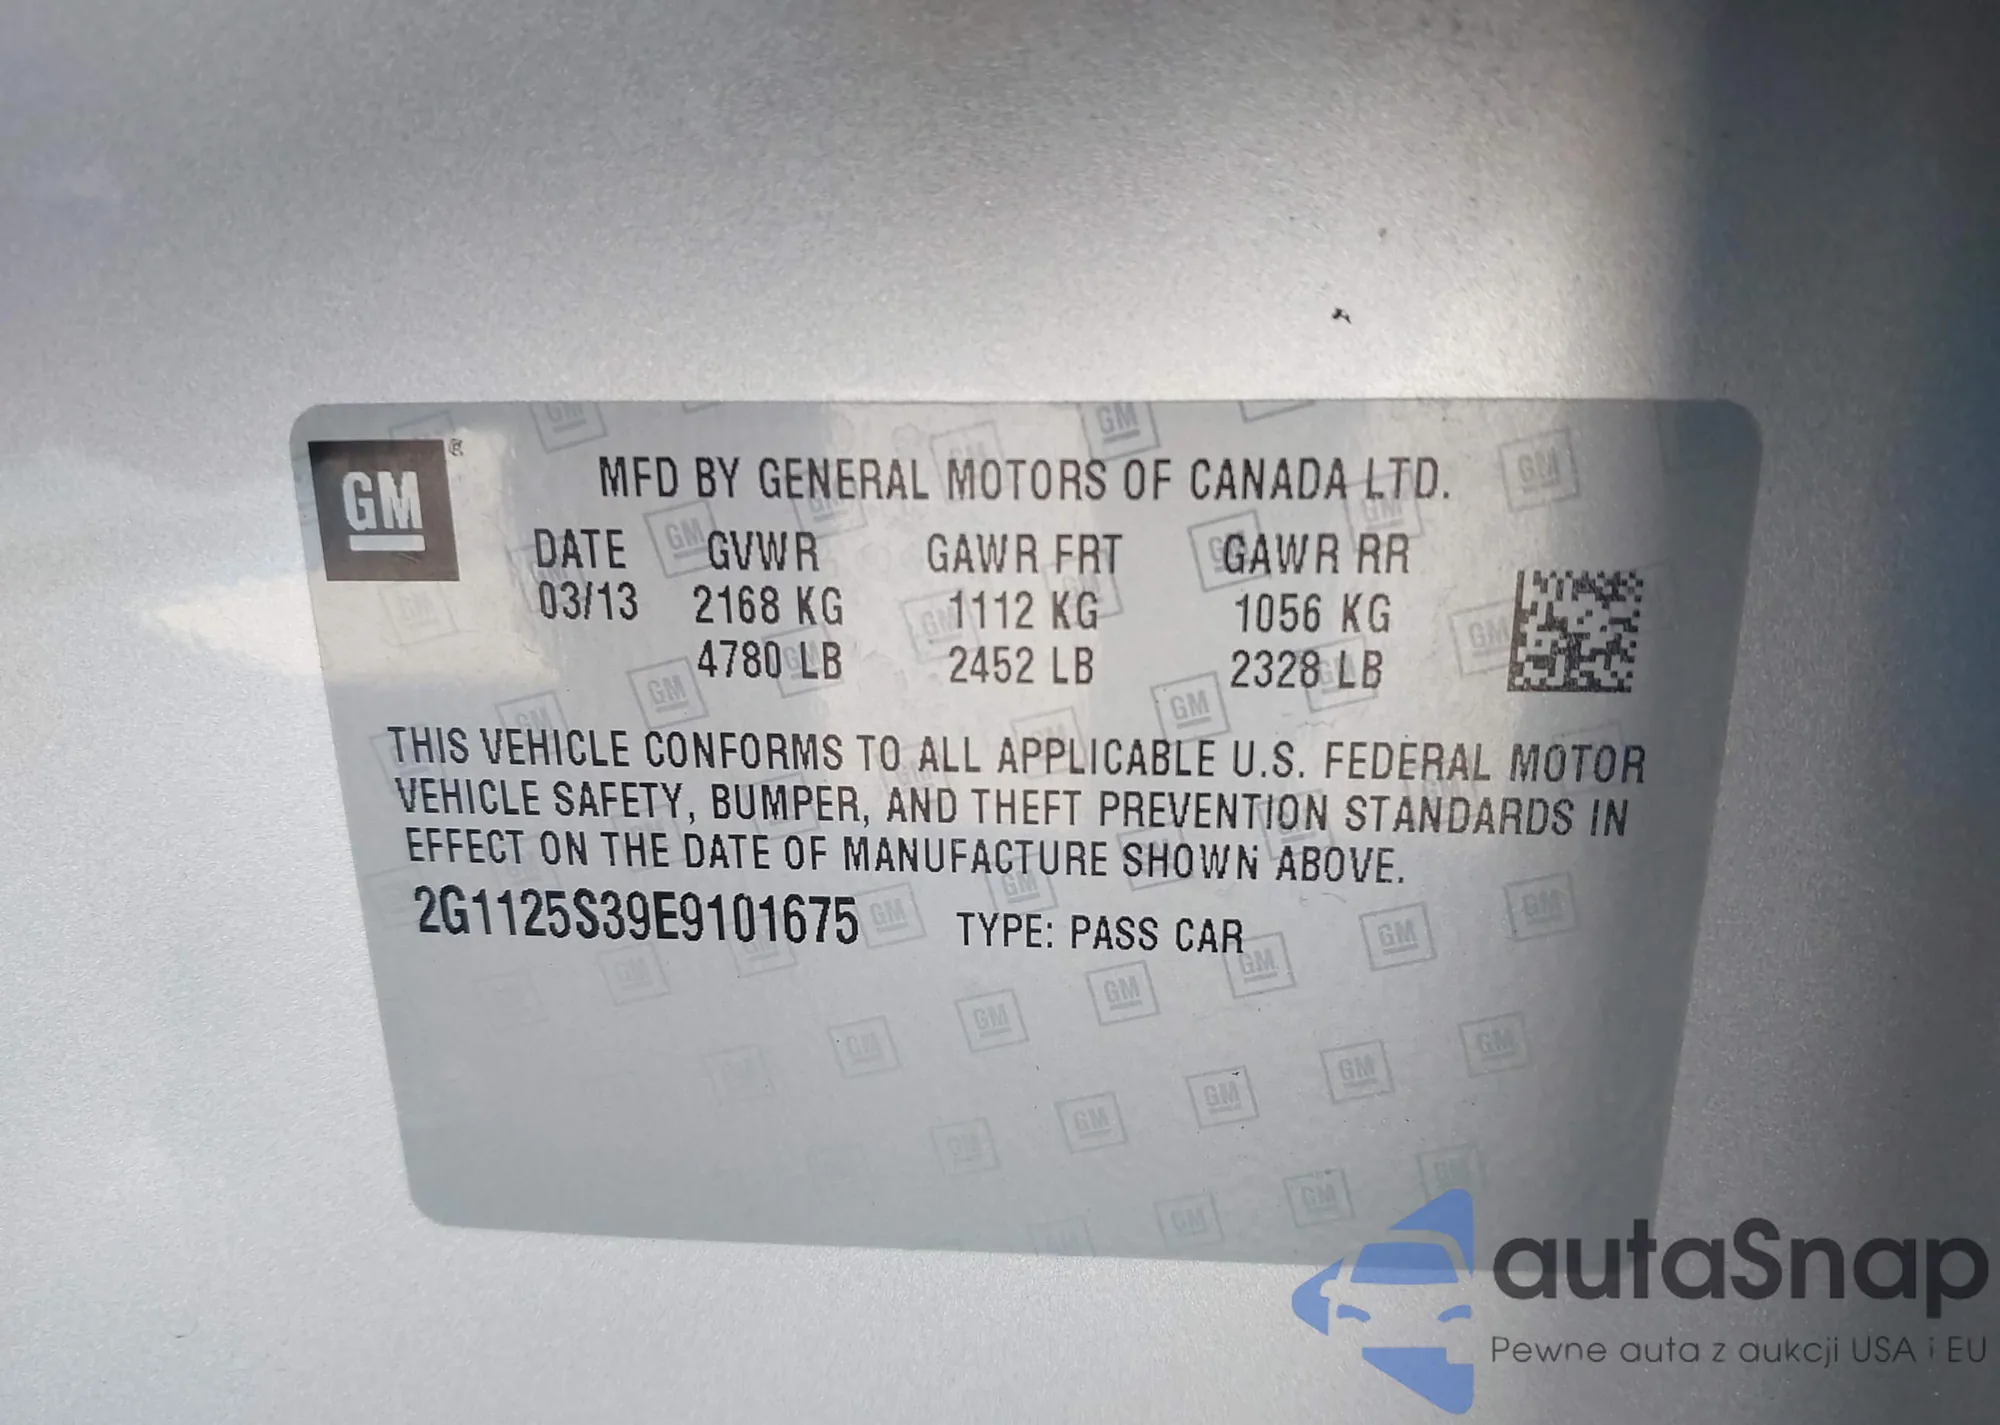 GM
MFD BY GENERAL MOTORS OF CANADA LTD.
DATE GVWR GAWR FRT GAWR RR
03/13 2168 KG 1112 KG 1056 KG
4780 LB 2452 LB 2328 LB
THIS VEHICLE CONFORMS TO ALL APPLICABLE U.S. FEDERAL MOTOR
VEHICLE SAFETY, BUMPER, AND THEFT PREVENTION STANDARDS IN
EFFECT ON THE DATE OF MANUFACTURE SHOWN ABOVE.
2G1125S39E9101675 TYPE: PASS CAR
autaSnap
Pewne auta z aukcji USA i EU